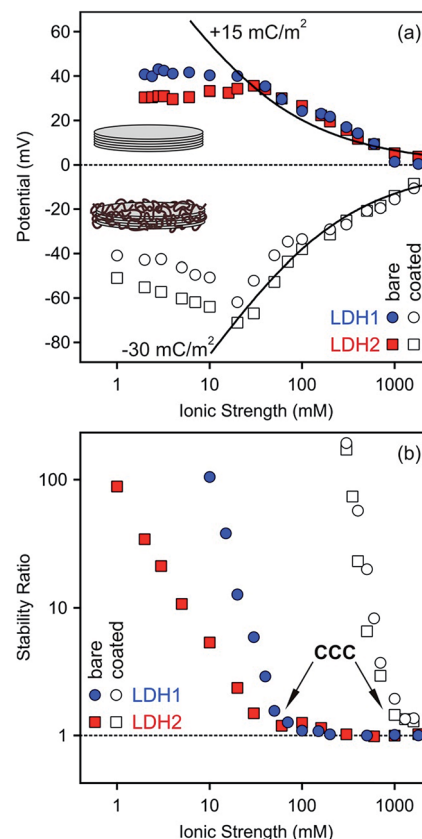 60
+15 mC/m²
(a)
40
20
0
Potential (mV)
-20
-40
-60
-80
-30 mC/m²
bare
coated
LDH1
LDH2
1
10
100
1000
Ionic Strength (mM)
(b)
100
10
1
Stability Ratio
CCC
bare
coated
LDH1
LDH2
1
10
100
1000
Ionic Strength (mM)